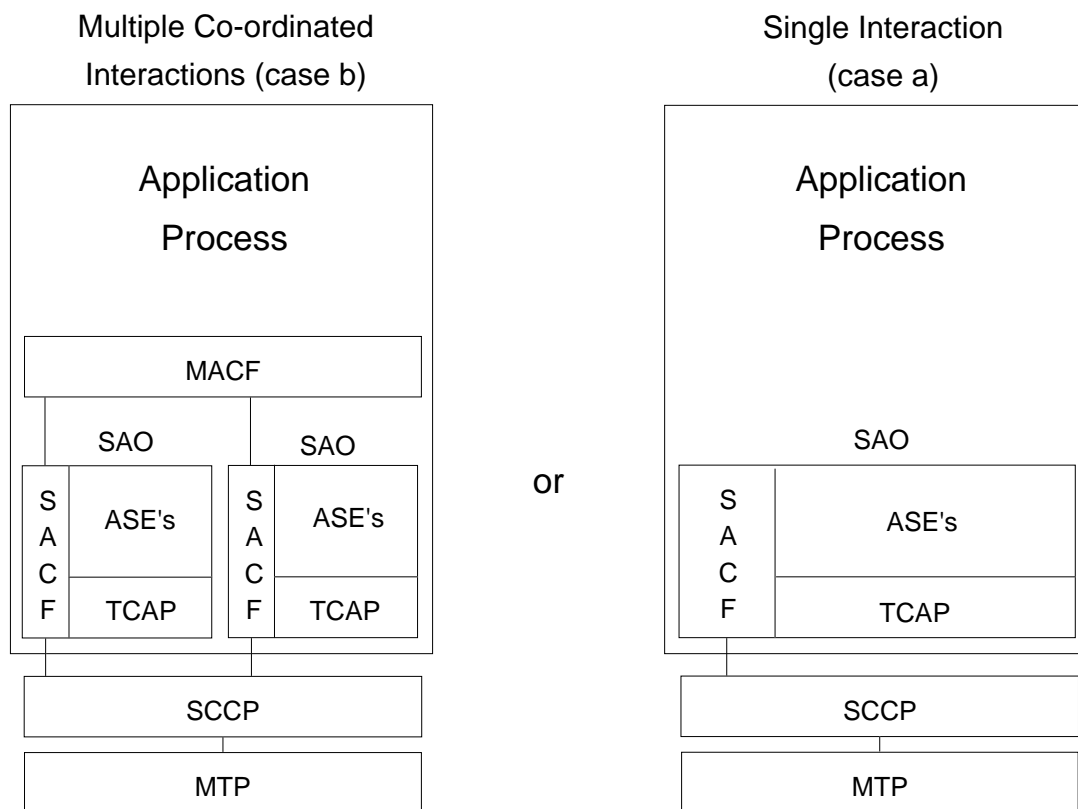 Multiple Co-ordinated
Interactions (case b)
Application
Process
MACF
SAO
SAO
S
A
C
F
ASE's
TCAP
S
A
C
F
ASE's
TCAP
SCCP
MTP
or
Single Interaction
(case a)
Application
Process
SAO
S
A
C
F
ASE's
TCAP
SCCP
MTP